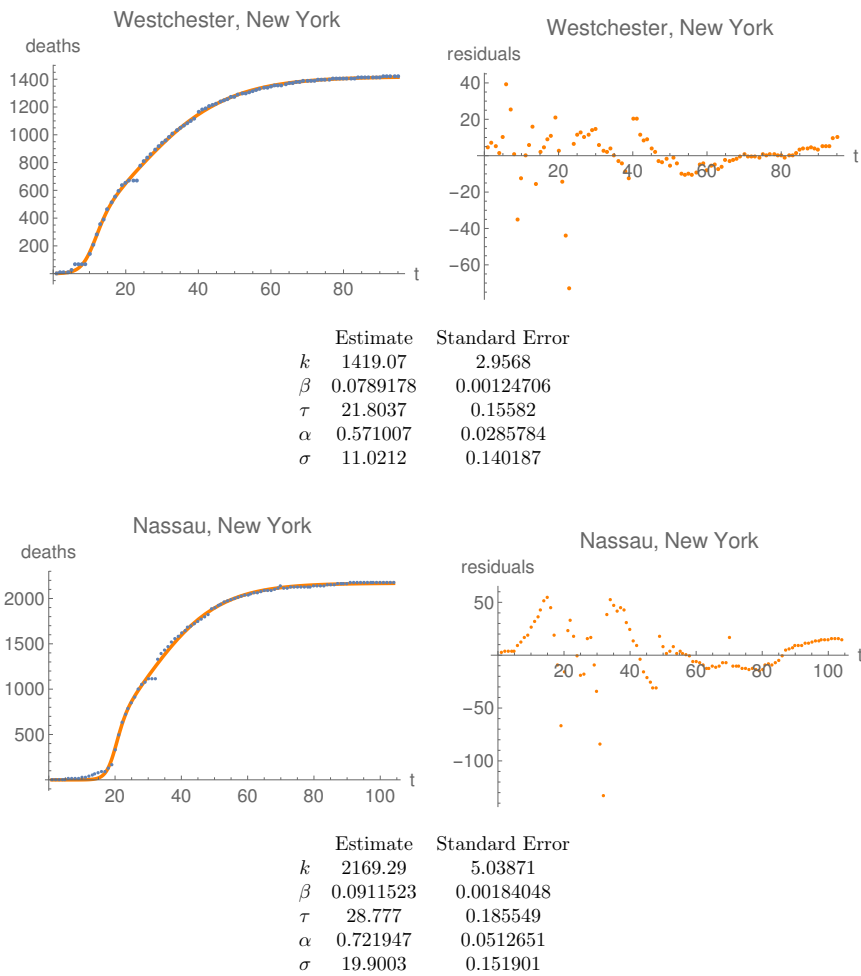 Westchester, New York
deaths
1400
1200
1000
800
600
400
200
20 40 60 80
t
Westchester, New York
residuals
40
20
-20
-40
-60
20 40 60 80
t
Estimate Standard Error
k 1419.07 2.9568
β 0.0789178 0.00124706
τ 21.8037 0.15582
α 0.571007 0.0285784
σ 11.0212 0.140187
Nassau, New York
deaths
2000
1500
1000
500
20 40 60 80 100
t
Nassau, New York
residuals
50
-50
-100
20 40 60 80 100
t
Estimate Standard Error
k 2169.29 5.03871
β 0.0911523 0.00184048
τ 28.777 0.185549
α 0.721947 0.0512651
σ 19.9003 0.151901